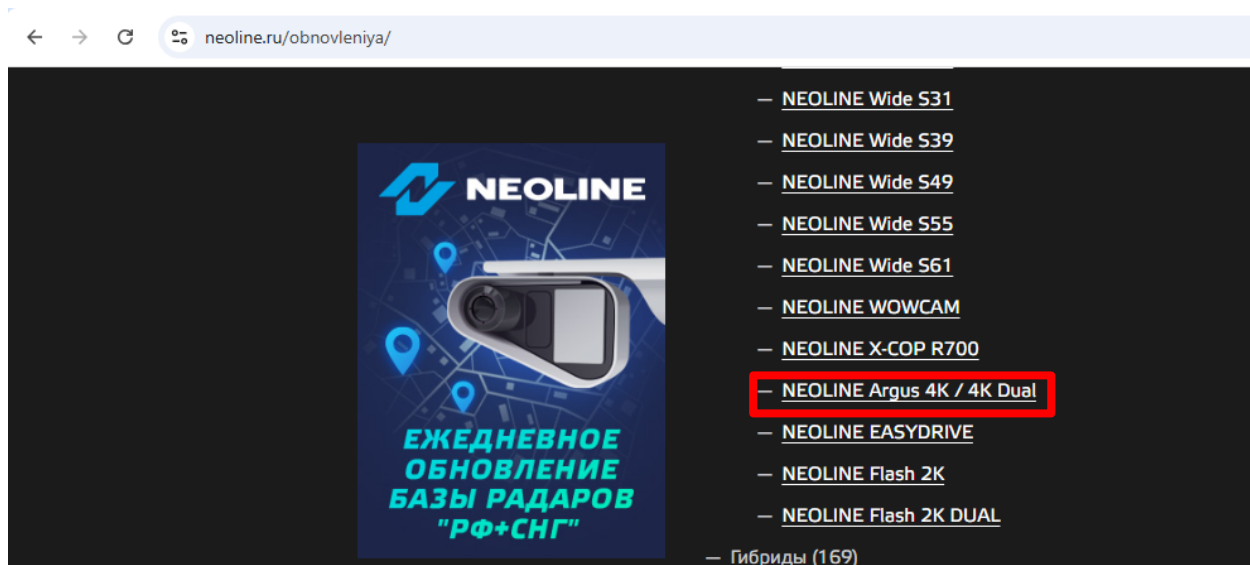 neoline.ru/obnovleniya/
— NEOLINE Wide S31
— NEOLINE Wide S39
— NEOLINE Wide S49
— NEOLINE Wide S55
— NEOLINE Wide S61
— NEOLINE WOWCAM
— NEOLINE X-COP R700
— NEOLINE Argus 4K / 4K Dual
— NEOLINE EASYDRIVE
— NEOLINE Flash 2K
— NEOLINE Flash 2K DUAL
— Гибриды (169)
NEOLINE
ЕЖЕДНЕВНОЕ
ОБНОВЛЕНИЕ
БАЗЫ РАДАРОВ
"РФ+СНГ"